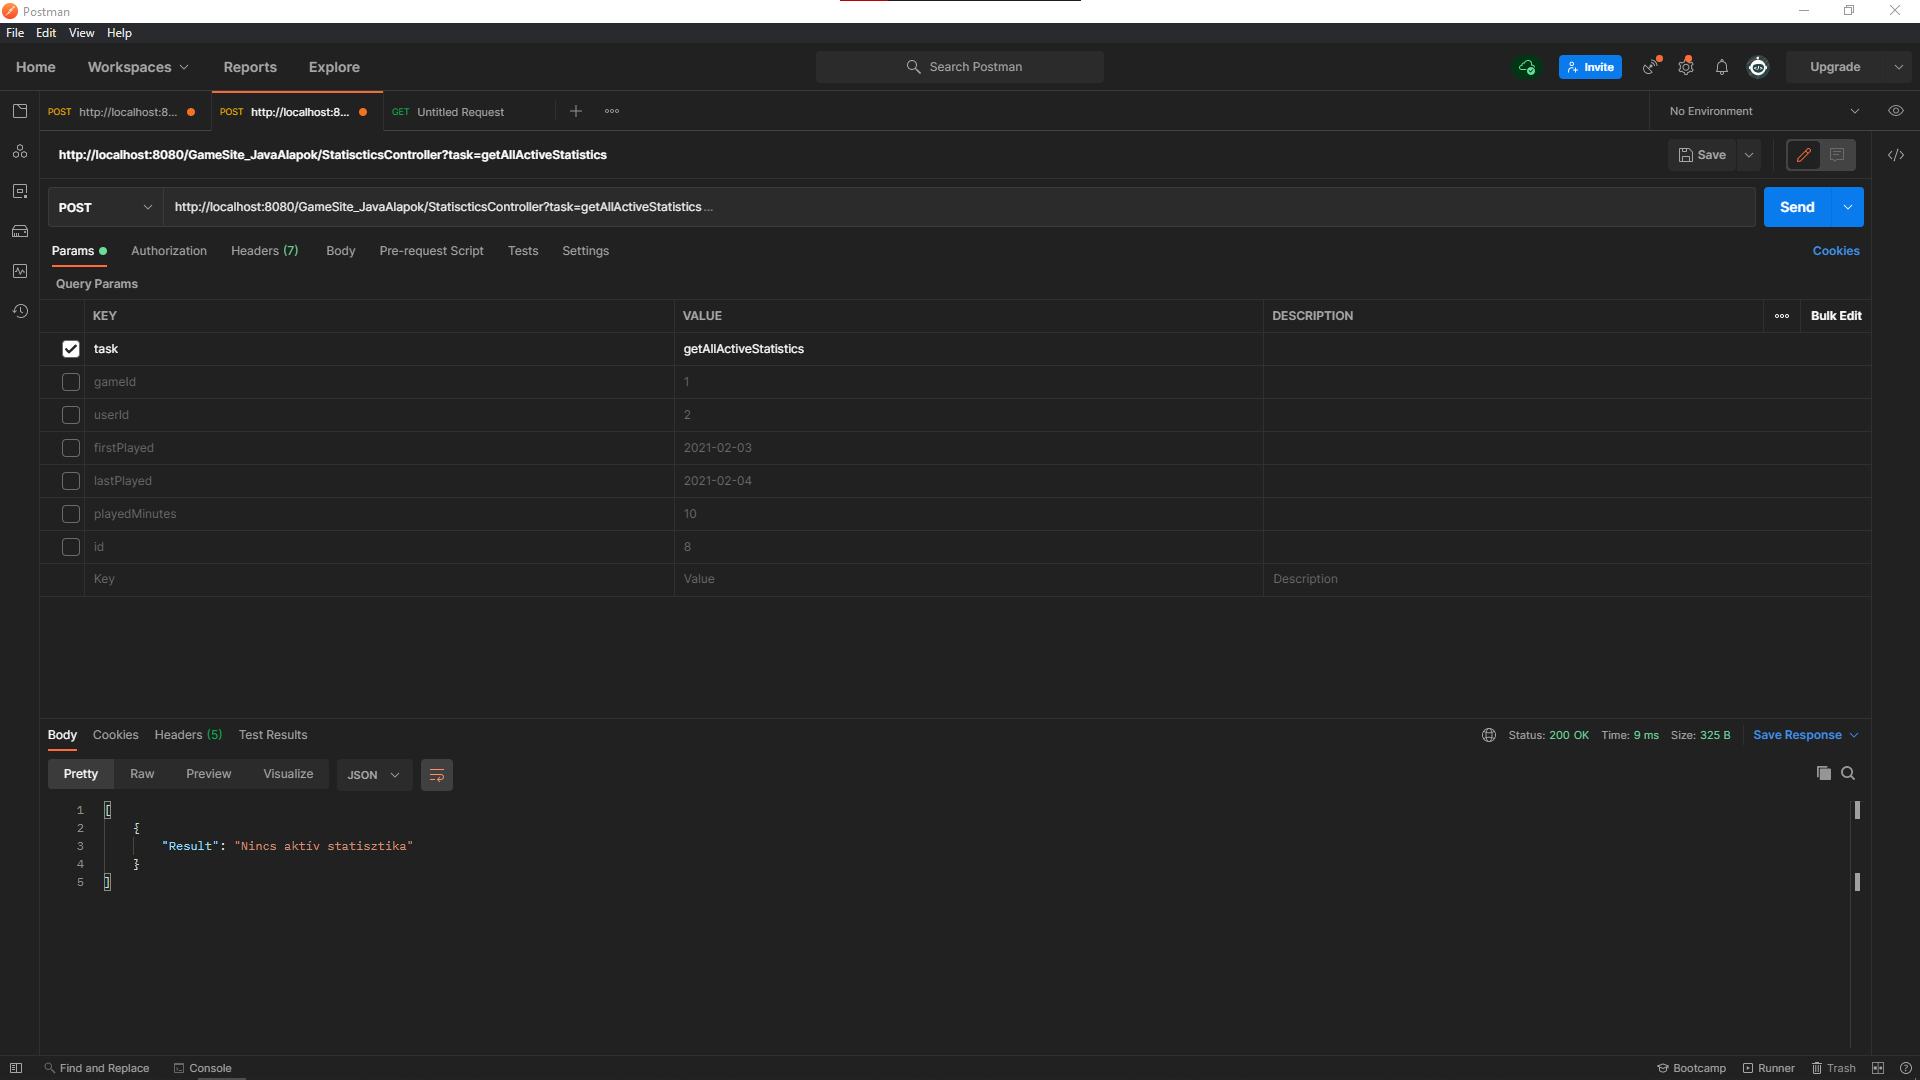 Postman
File Edit View Help
Home Workspaces Reports Explore Search Postman Invite Upgrade
POST http://localhost:8... POST http://localhost:8... GET Untitled Request No Environment
http://localhost:8080/GameSite_JavaAlapok/StatiscticsController?task=getAllActiveStatistics Save
POST http://localhost:8080/GameSite_JavaAlapok/StatiscticsController?task=getAllActiveStatistics ... Send
Params Authorization Headers (7) Body Pre-request Script Tests Settings Cookies
Query Params
KEY VALUE DESCRIPTION Bulk Edit
task getAllActiveStatistics
gameId 1
userId 2
firstPlayed 2021-02-03
lastPlayed 2021-02-04
playedMinutes 10
id 8
Key Value Description
Body Cookies Headers (5) Test Results Status: 200 OK Time: 9 ms Size: 325 B Save Response
Pretty Raw Preview Visualize JSON
1 [
2 {
3 "Result": "Nincs aktív statisztika"
4 }
5 ]
Find and Replace Console Bootcamp Runner Trash